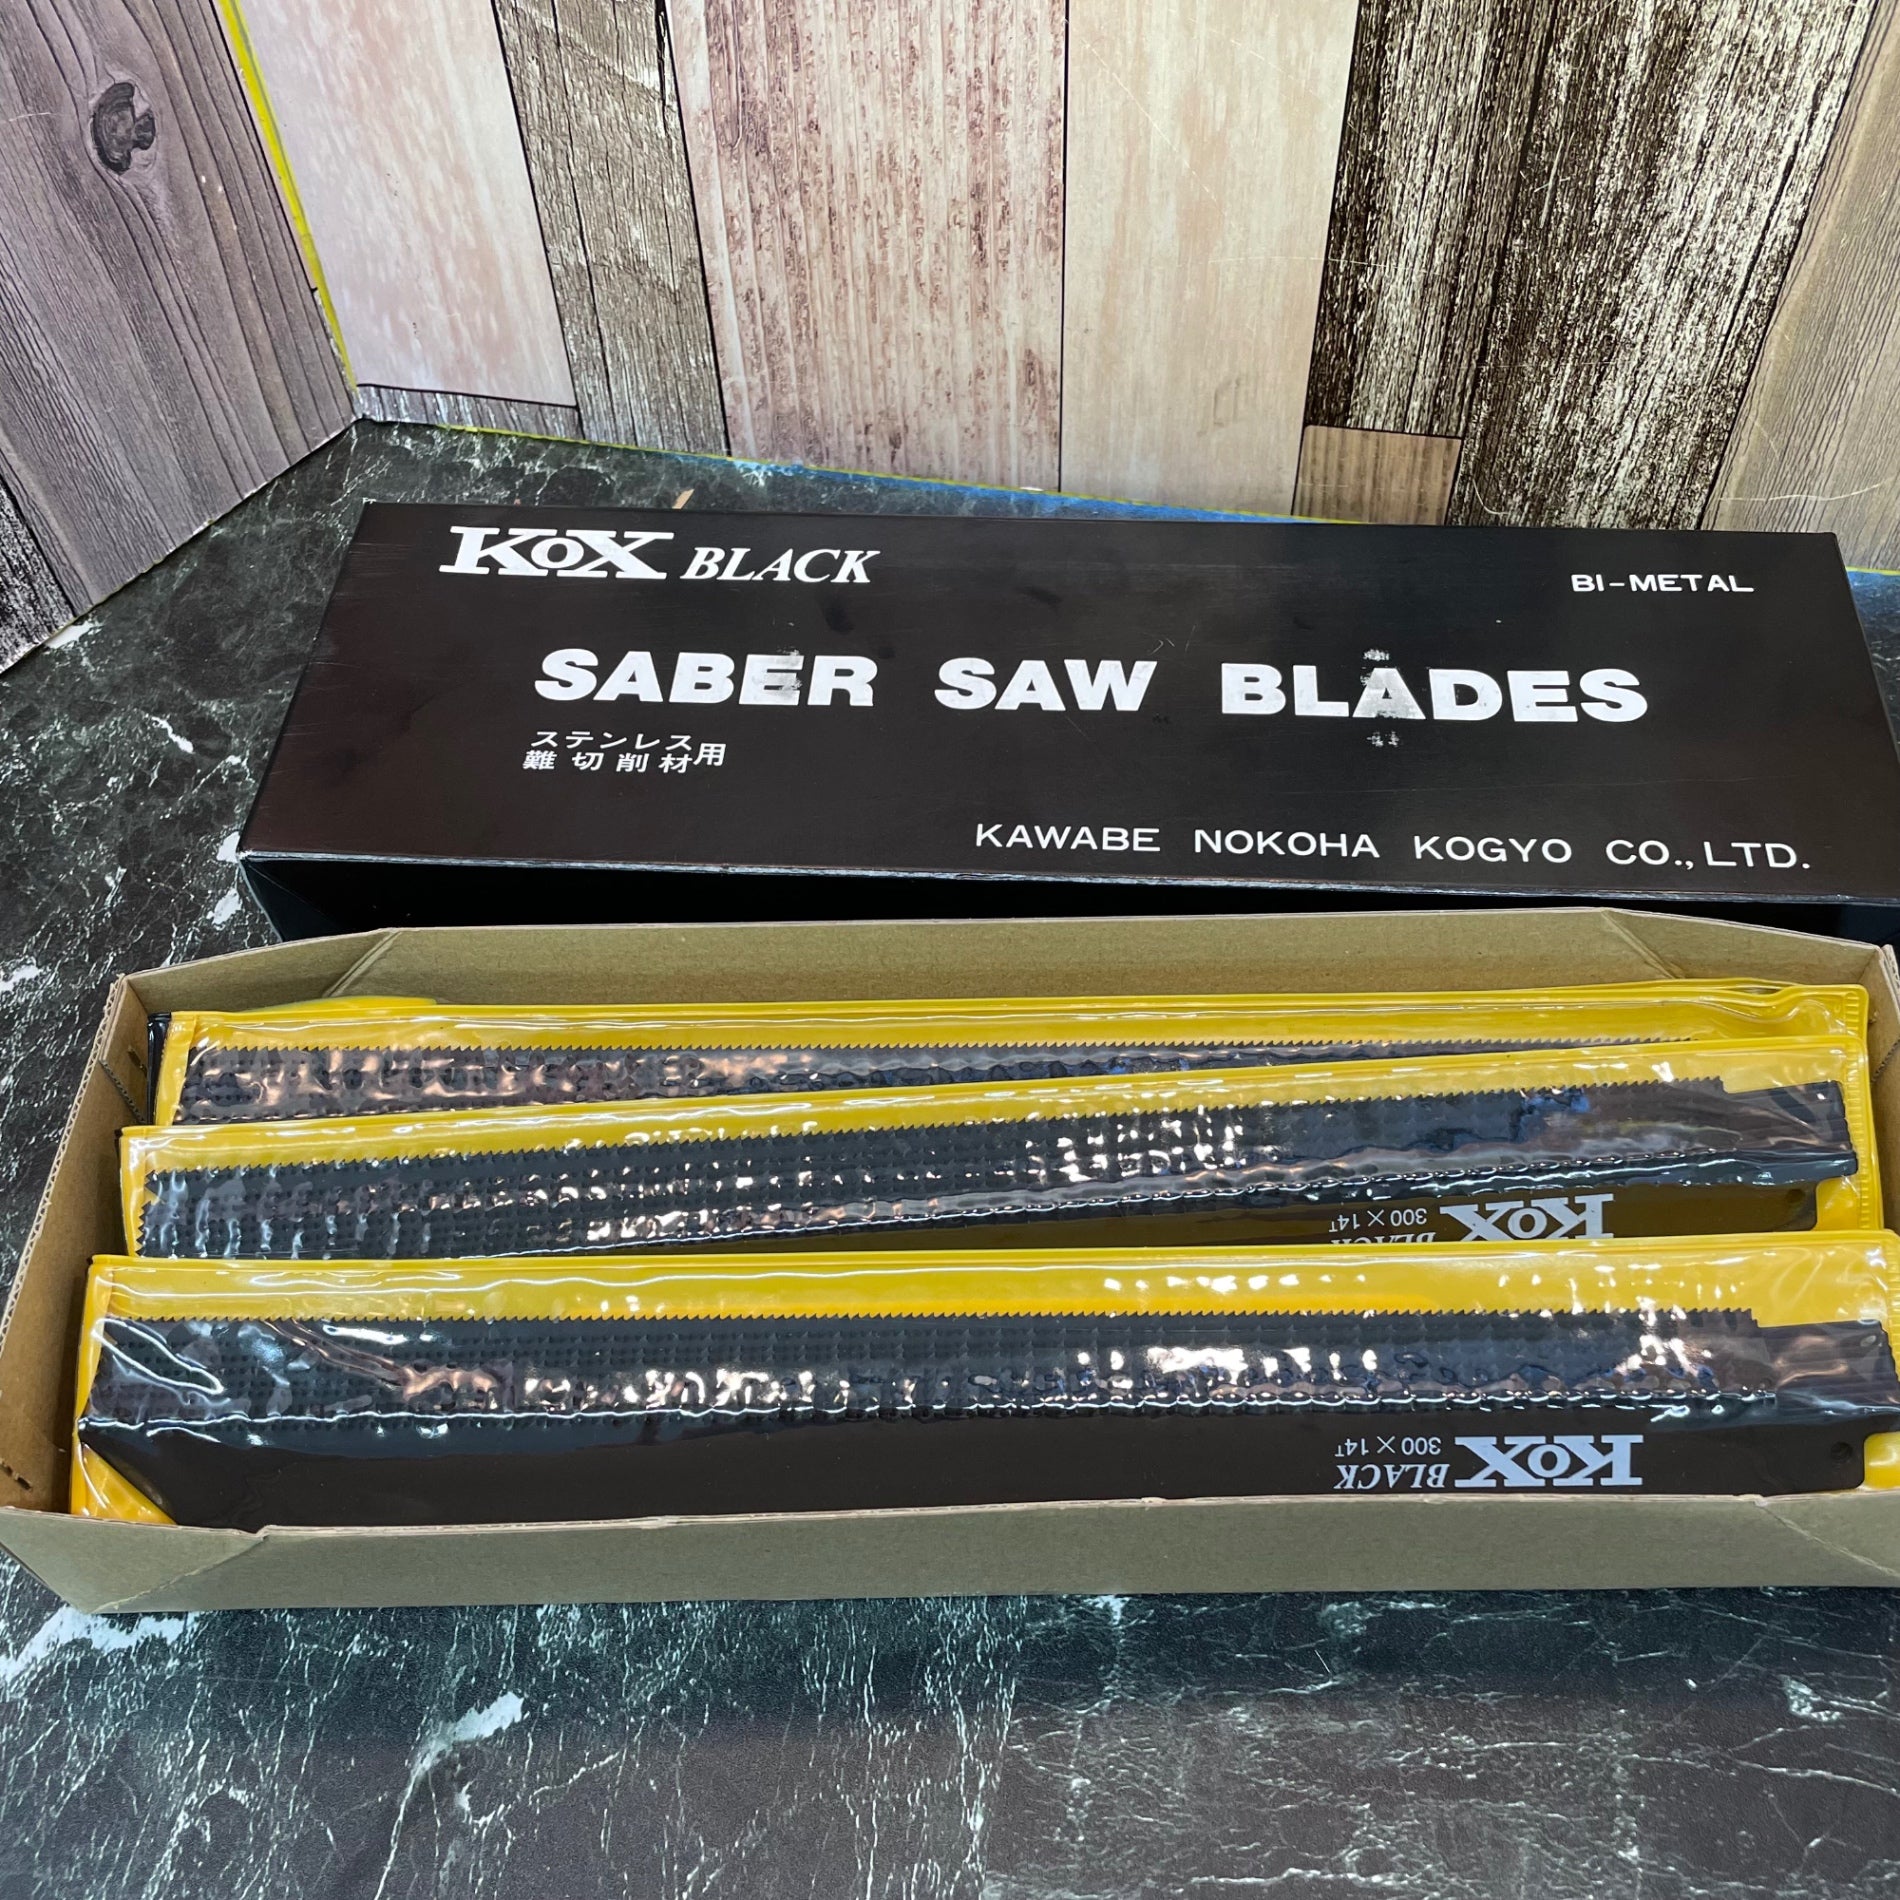 KOX BLACK
BI-METAL
SABER SAW BLADES
ステンレス
難切削材用
KAWABE NOKOHA KOGYO CO., LTD.
KOX
BLACK
300×14T
KOX
BLACK
300×14T